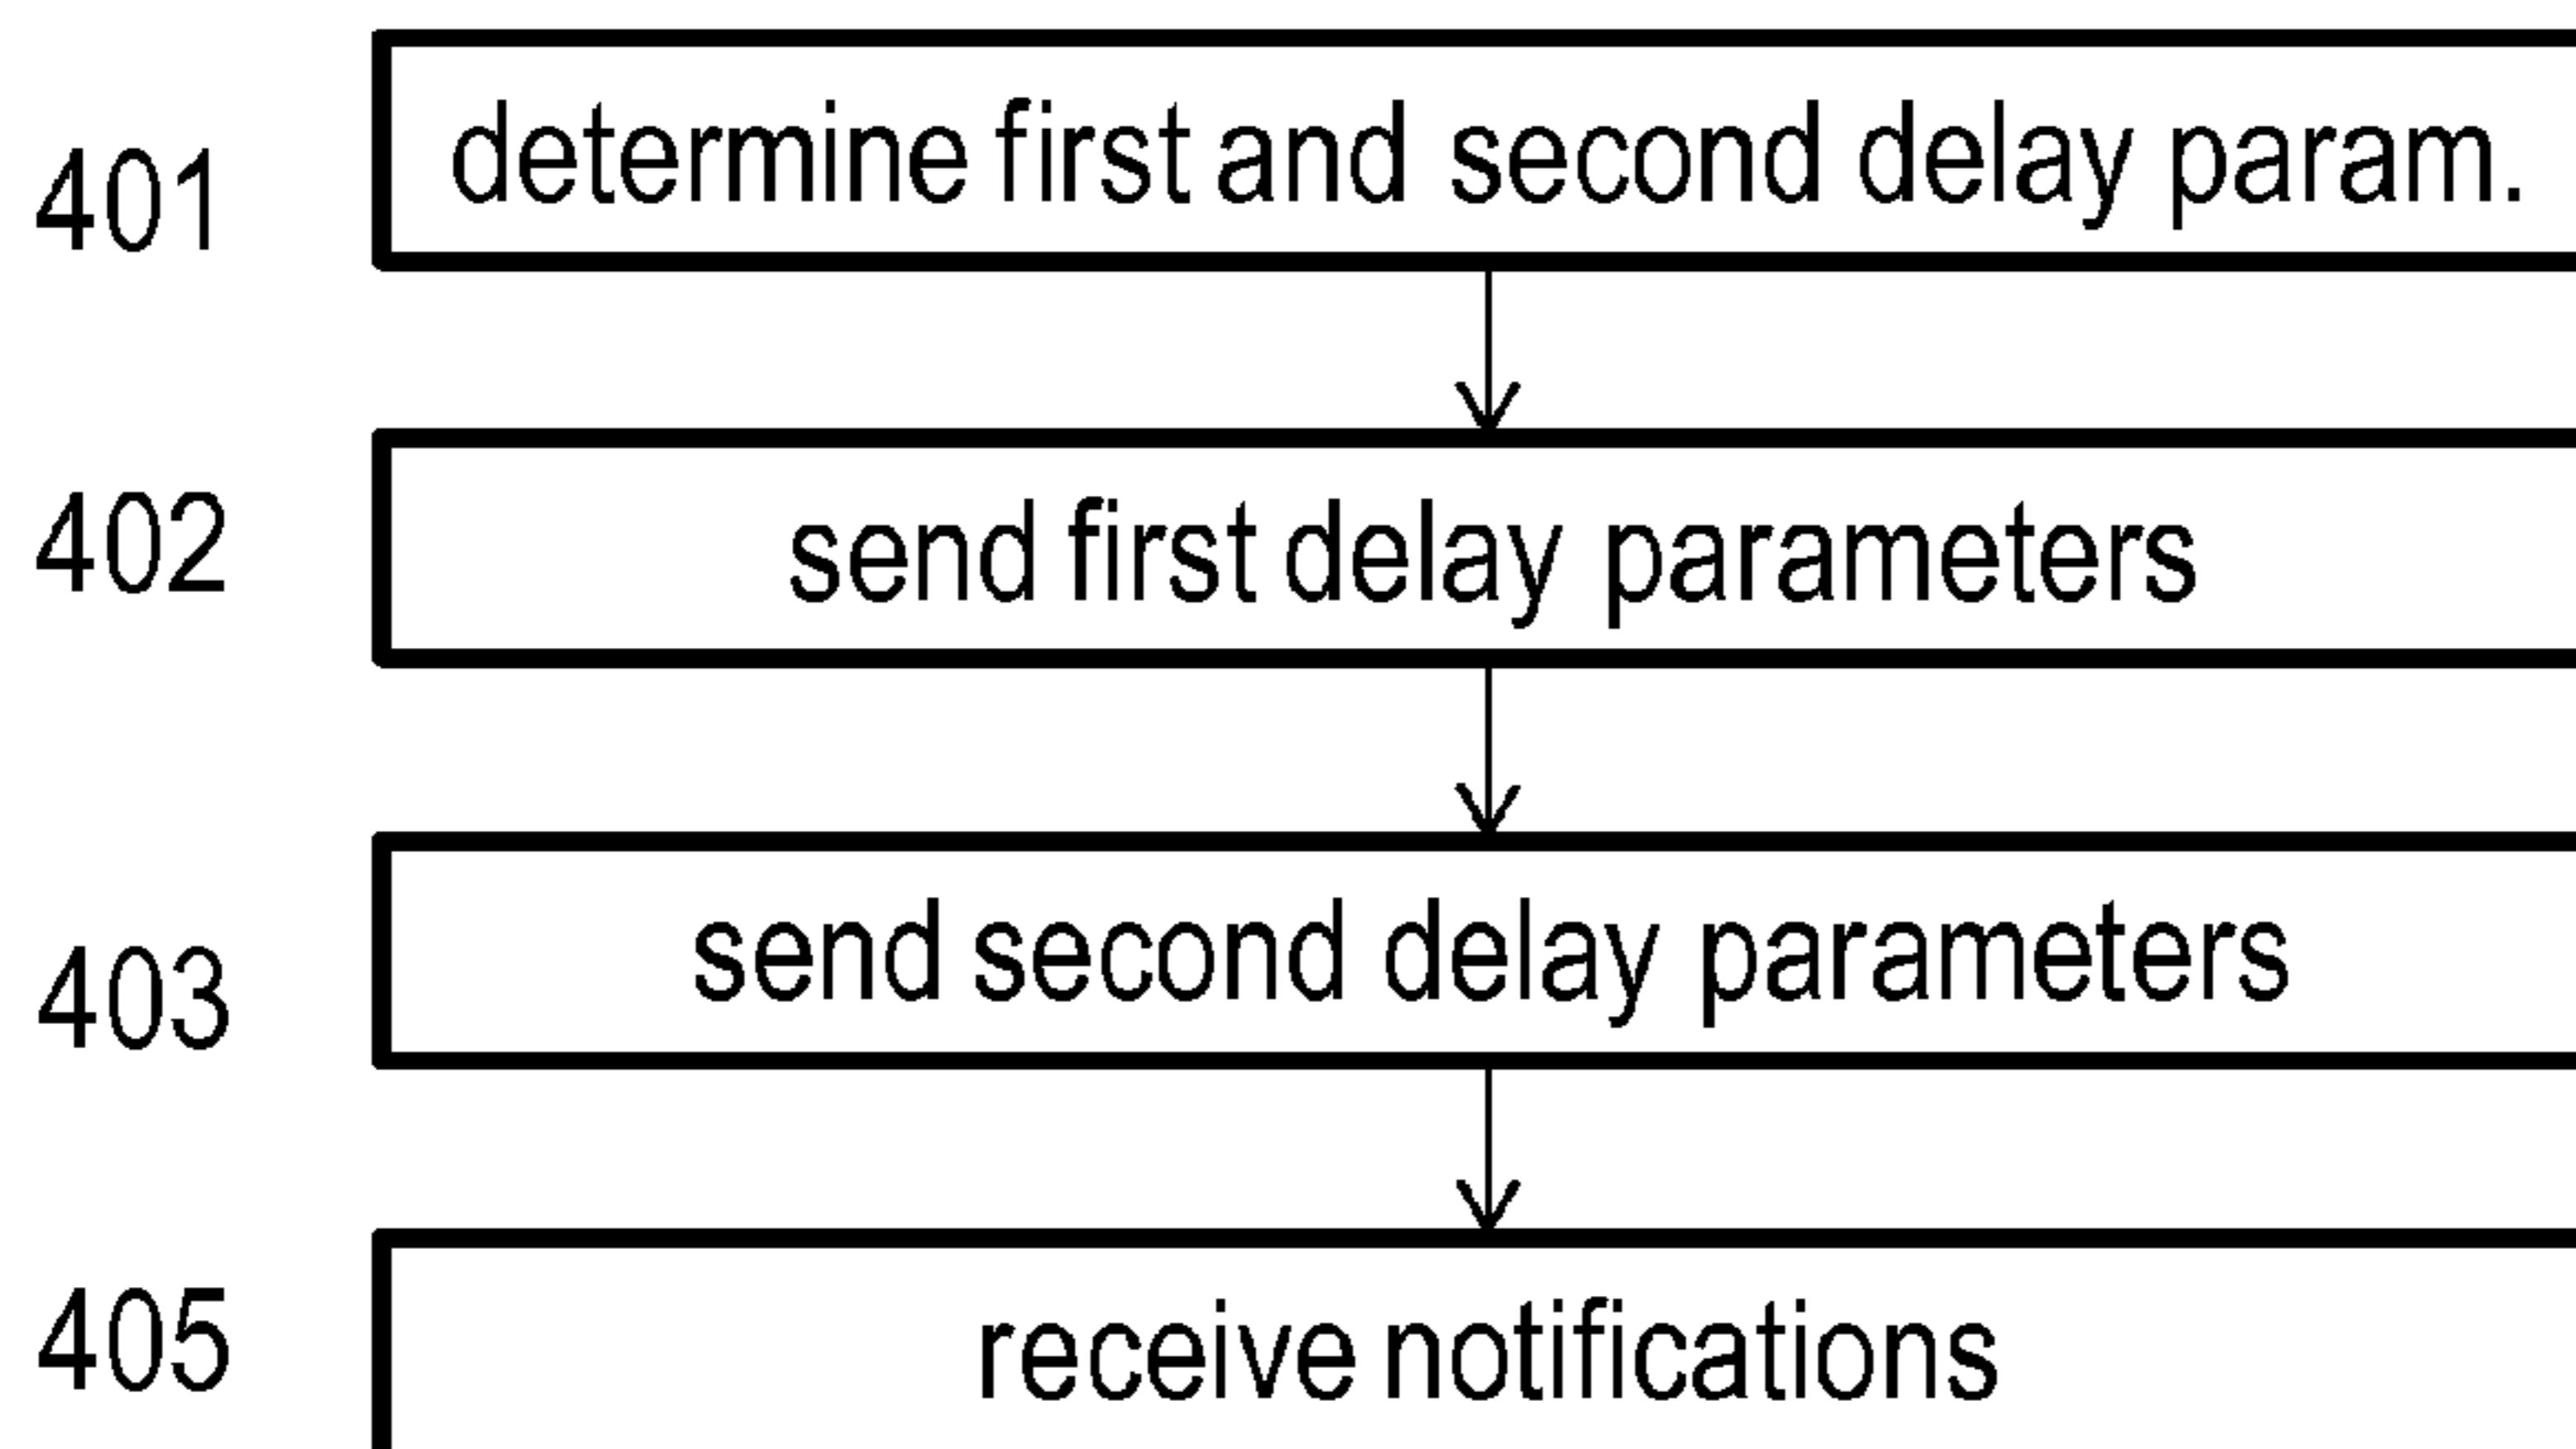 401 determine first and second delay param.
402 send first delay parameters
403 send second delay parameters
405 receive notifications